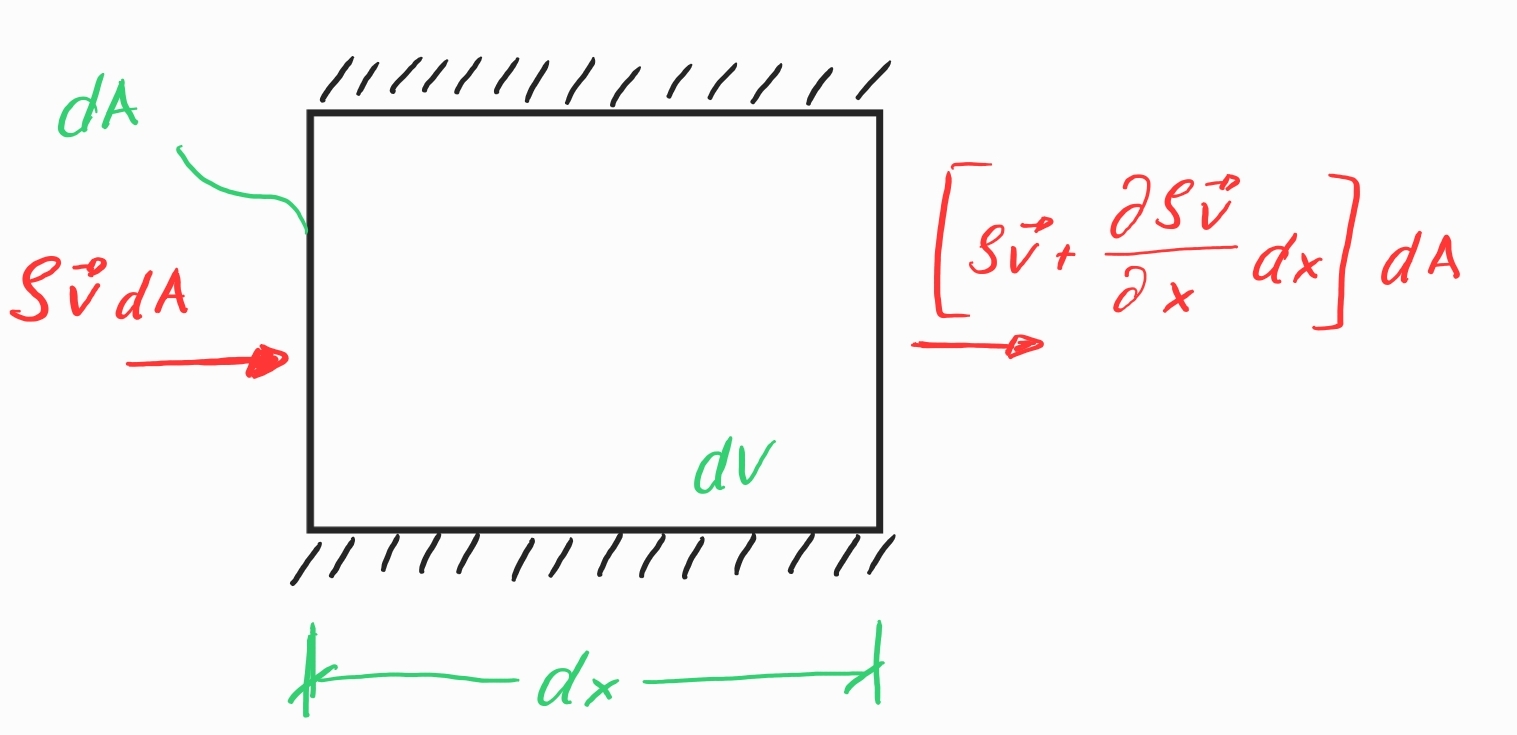 dA
ρv⃗ dA
[ρv⃗ + ∂ρv⃗/∂x dx] dA
dV
dx